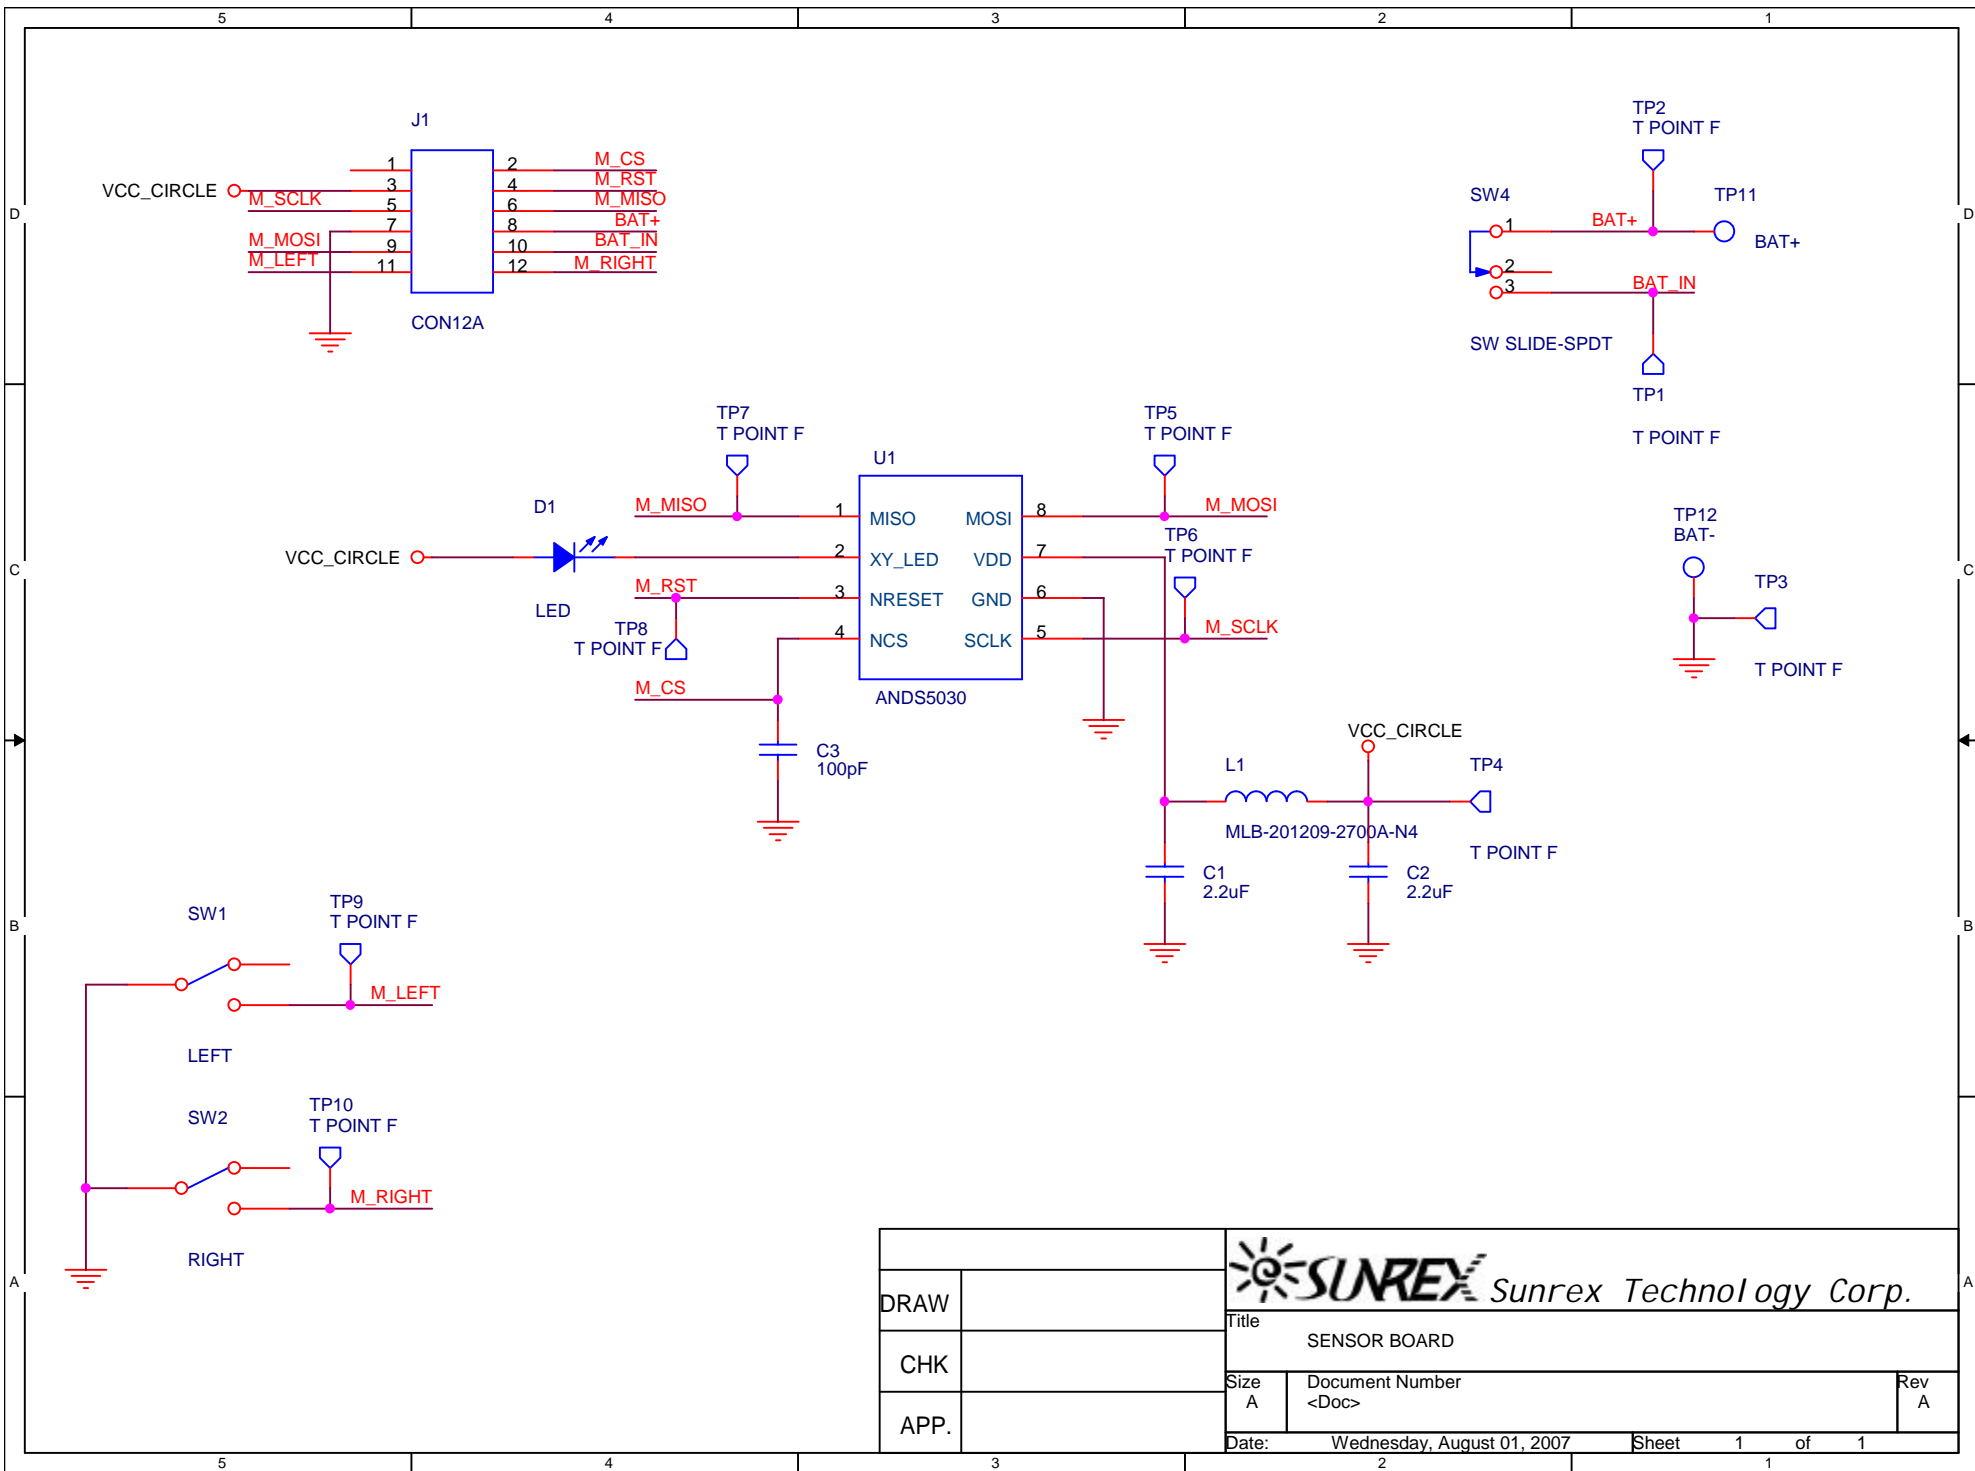 5 4 3 2 1
D
C
B
A
D
C
B
A
J1
VCC_CIRCLE
1
3
5
7
9
11
M_SCLK
M_MOSI
M_LEFT
2
4
6
8
10
12
M_CS
M_RST
M_MISO
BAT+
BAT_IN
M_RIGHT
CON12A
TP2
T POINT F
SW4
TP11
1
BAT+
BAT+
2
3
BAT_IN
SW SLIDE-SPDT
TP1
T POINT F
TP7
T POINT F
TP5
T POINT F
U1
D1
M_MISO
1
MISO
MOSI
8
M_MOSI
TP6
T POINT F
VCC_CIRCLE
2
XY_LED
VDD
7
LED
M_RST
3
NRESET
GND
6
TP8
T POINT F
4
NCS
SCLK
5
M_SCLK
M_CS
ANDS5030
C3
100pF
TP12
BAT-
TP3
T POINT F
VCC_CIRCLE
L1
TP4
MLB-201209-2700A-N4
T POINT F
C1
2.2uF
C2
2.2uF
SW1
TP9
T POINT F
M_LEFT
LEFT
SW2
TP10
T POINT F
M_RIGHT
RIGHT
DRAW
CHK
APP.
SUNREX Sunrex Technology Corp.
Title
SENSOR BOARD
Size
A
Document Number
<Doc>
Rev
A
Date: Wednesday, August 01, 2007 Sheet 1 of 1
5 4 3 2 1